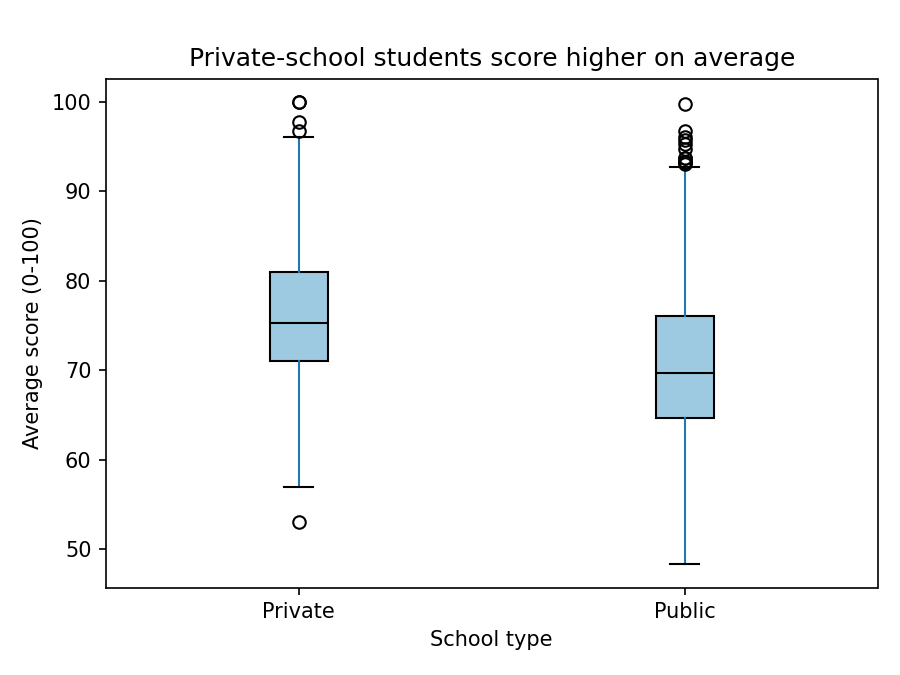 Private-school students score higher on average
100
90
80
70
60
50
Average score (0-100)
Private
Public
School type